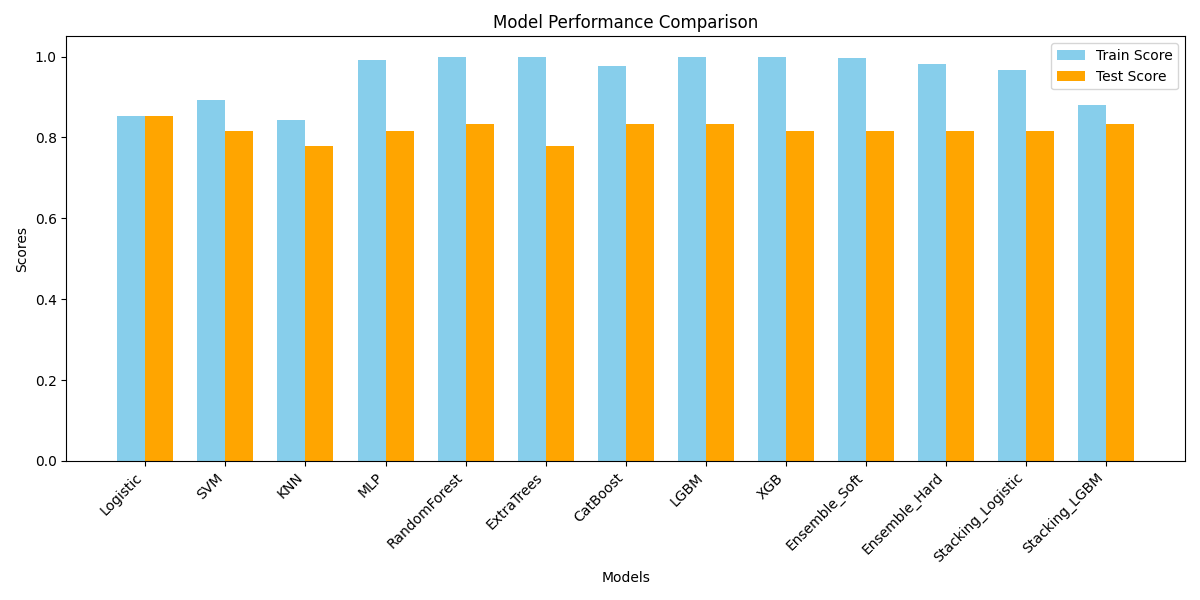 Model Performance Comparison
Train Score
Test Score
Scores
1.0
0.8
0.6
0.4
0.2
0.0
Logistic
SVM
KNN
MLP
RandomForest
ExtraTrees
CatBoost
LGBM
XGB
Ensemble_Soft
Ensemble_Hard
Stacking_Logistic
Stacking_LGBM
Models